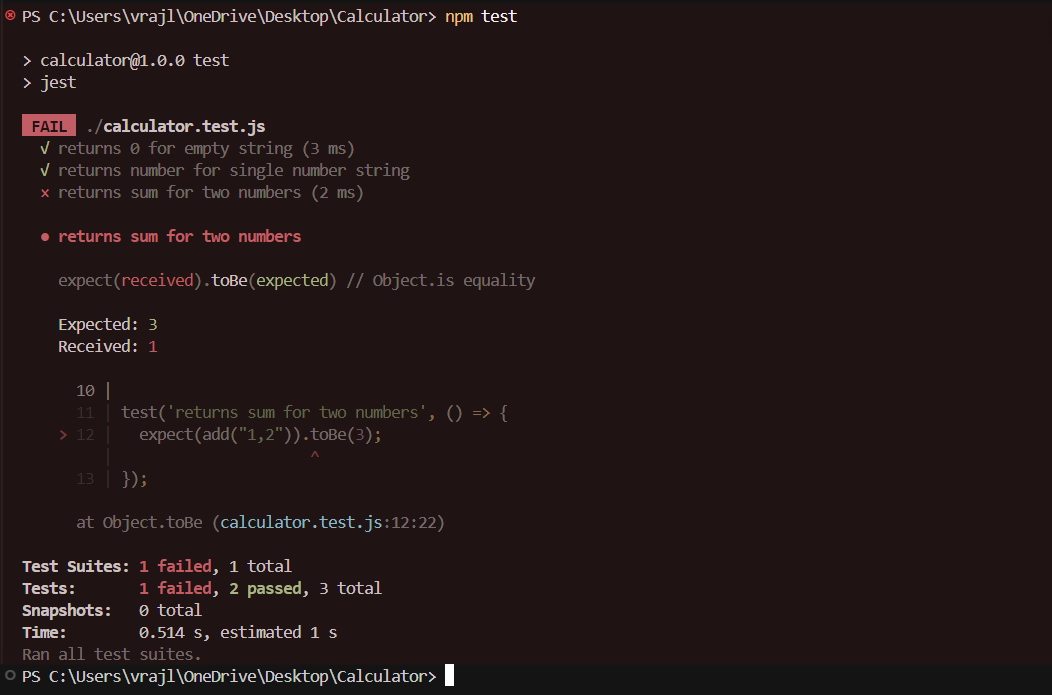 PS C:\Users\vrajl\OneDrive\Desktop\Calculator> npm test
> calculator@1.0.0 test
> jest
FAIL ./calculator.test.js
√ returns 0 for empty string (3 ms)
√ returns number for single number string
× returns sum for two numbers (2 ms)
● returns sum for two numbers
expect(received).toBe(expected) // Object.is equality
Expected: 3
Received: 1
10 |
11 | test('returns sum for two numbers', () => {
> 12 | expect(add("1,2")).toBe(3);
| ^
13 | });
at Object.toBe (calculator.test.js:12:22)
Test Suites: 1 failed, 1 total
Tests: 1 failed, 2 passed, 3 total
Snapshots: 0 total
Time: 0.514 s, estimated 1 s
Ran all test suites.
PS C:\Users\vrajl\OneDrive\Desktop\Calculator>